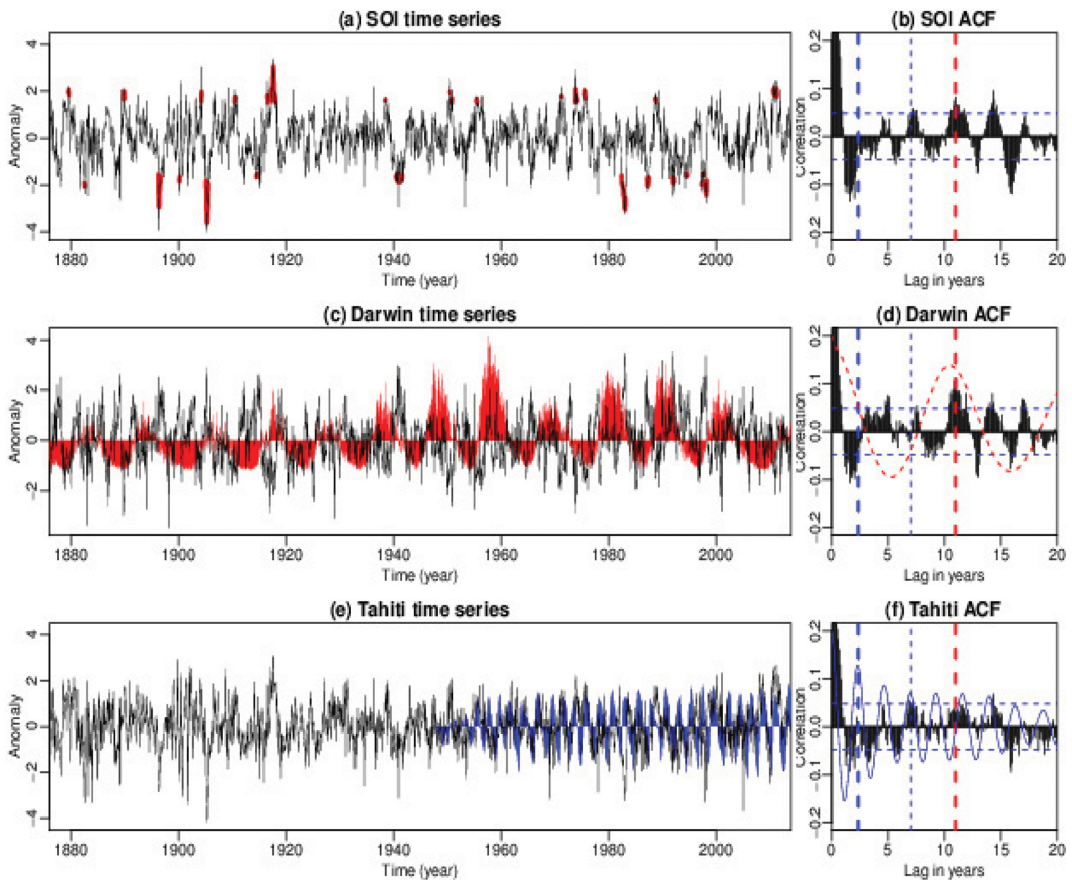 (a) SOI time series
(b) SOI ACF
Anomaly
4
2
0
−2
−4
1880 1900 1920 1940 1960 1980 2000
Time (year)
Correlation
0.2
0.1
0.0
−0.1
−0.2
0 5 10 15 20
Lag in years
(c) Darwin time series
(d) Darwin ACF
Anomaly
4
2
0
−2
1880 1900 1920 1940 1960 1980 2000
Time (year)
Correlation
0.2
0.1
0.0
−0.1
−0.2
0 5 10 15 20
Lag in years
(e) Tahiti time series
(f) Tahiti ACF
Anomaly
4
2
0
−2
−4
1880 1900 1920 1940 1960 1980 2000
Time (year)
Correlation
0.2
0.1
0.0
−0.1
−0.2
0 5 10 15 20
Lag in years